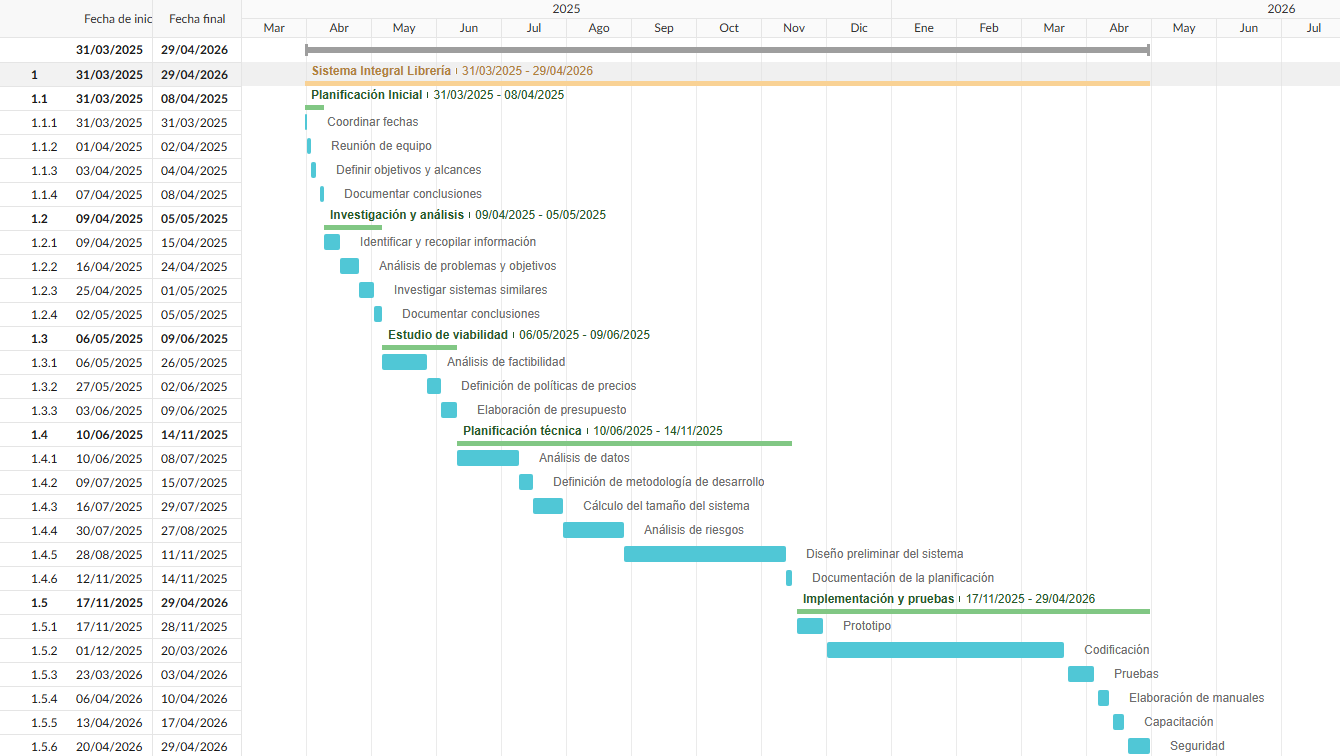 2025 2026
Fecha de inic Fecha final Mar Abr May Jun Jul Ago Sep Oct Nov Dic Ene Feb Mar Abr Jun Jul
31/03/2025 29/04/2026
1 31/03/2025 29/04/2026 Sistema Integral Librería 31/03/2025 - 29/04/2026
1.1 31/03/2025 08/04/2025 Planificación Inicial 31/03/2025 - 08/04/2025
1.1.1 31/03/2025 31/03/2025 Coordinar fechas
1.1.2 01/04/2025 02/04/2025 Reunión de equipo
1.1.3 03/04/2025 04/04/2025 Definir objetivos y alcances
1.1.4 07/04/2025 08/04/2025 Documentar conclusiones
1.2 09/04/2025 05/05/2025 Investigación y análisis 09/04/2025 - 05/05/2025
1.2.1 09/04/2025 15/04/2025 Identificar y recopilar información
1.2.2 16/04/2025 24/04/2025 Análisis de problemas y objetivos
1.2.3 25/04/2025 01/05/2025 Investigar sistemas similares
1.2.4 02/05/2025 05/05/2025 Documentar conclusiones
1.3 06/05/2025 09/06/2025 Estudio de viabilidad 06/05/2025 - 09/06/2025
1.3.1 06/05/2025 26/05/2025 Análisis de factibilidad
1.3.2 27/05/2025 02/06/2025 Definición de políticas de precios
1.3.3 03/06/2025 09/06/2025 Elaboración de presupuesto
1.4 10/06/2025 14/11/2025 Planificación técnica 10/06/2025 - 14/11/2025
1.4.1 10/06/2025 08/07/2025 Análisis de datos
1.4.2 09/07/2025 15/07/2025 Definición de metodología de desarrollo
1.4.3 16/07/2025 29/07/2025 Cálculo del tamaño del sistema
1.4.4 30/07/2025 27/08/2025 Análisis de riesgos
1.4.5 28/08/2025 11/11/2025 Diseño preliminar del sistema
1.4.6 12/11/2025 14/11/2025 Documentación de la planificación
1.5 17/11/2025 29/04/2026 Implementación y pruebas 17/11/2025 - 29/04/2026
1.5.1 17/11/2025 28/11/2025 Prototipo
1.5.2 01/12/2025 20/03/2026 Codificación
1.5.3 23/03/2026 03/04/2026 Pruebas
1.5.4 06/04/2026 10/04/2026 Elaboración de manuales
1.5.5 13/04/2026 17/04/2026 Capacitación
1.5.6 20/04/2026 29/04/2026 Seguridad